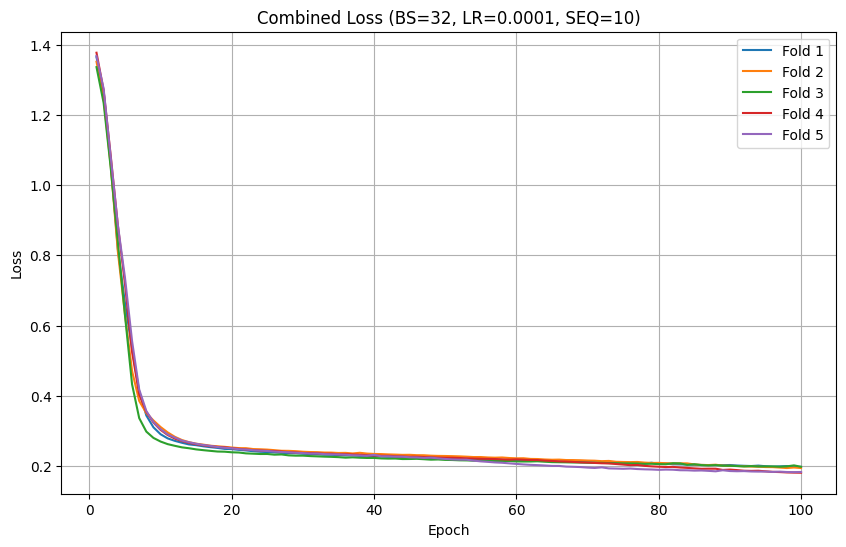 Combined Loss (BS=32, LR=0.0001, SEQ=10)
Fold 1
Fold 2
Fold 3
Fold 4
Fold 5
Loss
1.4
1.2
1.0
0.8
0.6
0.4
0.2
0 20 40 60 80 100
Epoch